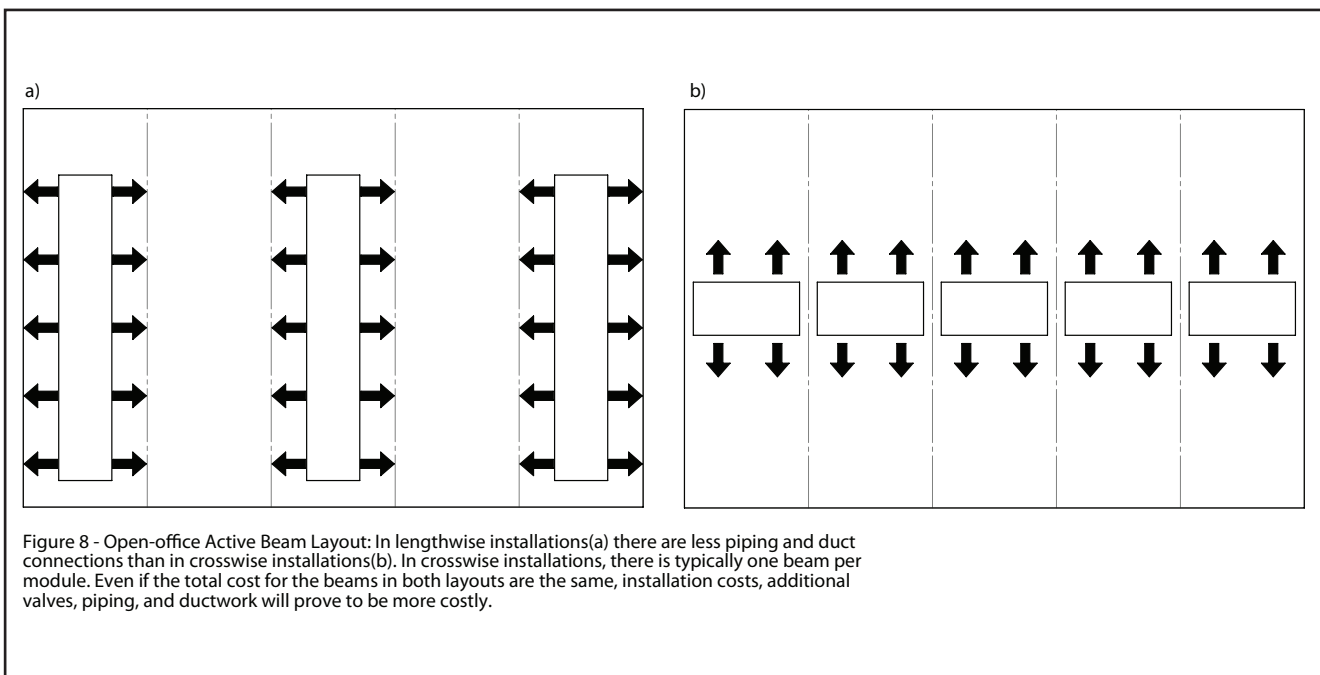 a)
b)
Figure 8 - Open-office Active Beam Layout: In lengthwise installations(a) there are less piping and duct
connections than in crosswise installations(b). In crosswise installations, there is typically one beam per
module. Even if the total cost for the beams in both layouts are the same, installation costs, additional
valves, piping, and ductwork will prove to be more costly.